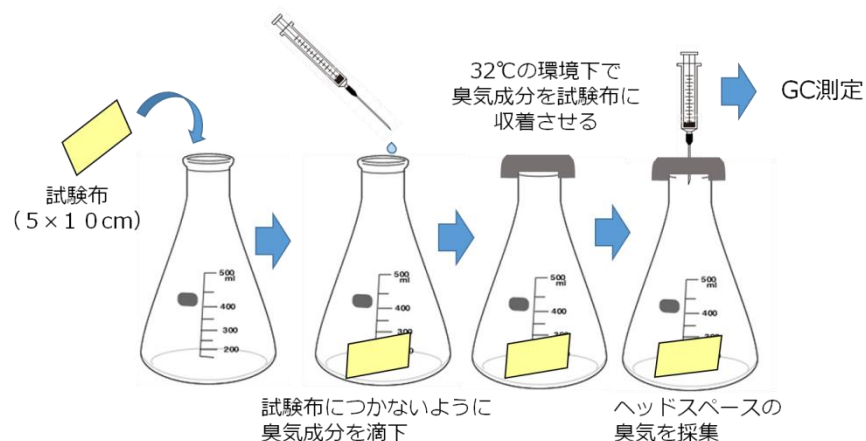 試験布
（５×１０cm）
32℃の環境下で
臭気成分を試験布に
収着させる
GC測定
500
ml
400
300
200
500
ml
400
300
500
ml
400
300
500
ml
400
300
試験布につかないように
臭気成分を滴下
ヘッドスペースの
臭気を採集